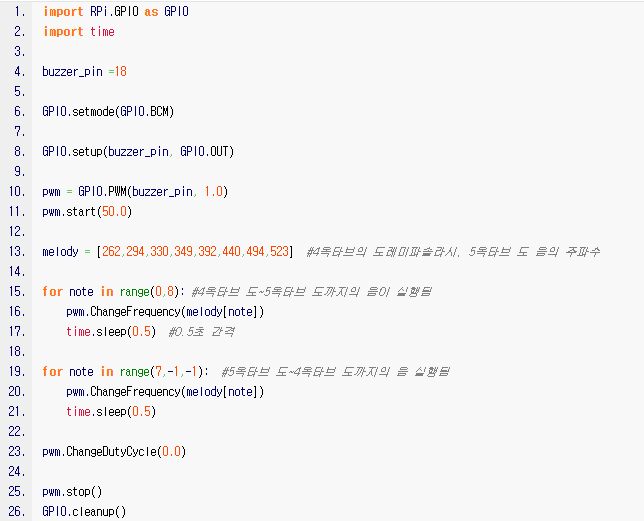 1. import RPi.GPIO as GPIO
2. import time
3.
4. buzzer_pin =18
5.
6. GPIO.setmode(GPIO.BCM)
7.
8. GPIO.setup(buzzer_pin, GPIO.OUT)
9.
10. pwm = GPIO.PWM(buzzer_pin, 1.0)
11. pwm.start(50.0)
12.
13. melody = [262,294,330,349,392,440,494,523] #4옥타브의 도레미파솔라시, 5옥타브 도 음의 주파수
14.
15. for note in range(0,8): #4옥타브 도~5옥타브 도까지의 음이 실행됨
16. pwm.ChangeFrequency(melody[note])
17. time.sleep(0.5) #0.5초 간격
18.
19. for note in range(7,-1,-1): #5옥타브 도~4옥타브 도까지의 음 실행됨
20. pwm.ChangeFrequency(melody[note])
21. time.sleep(0.5)
22.
23. pwm.ChangeDutyCycle(0.0)
24.
25. pwm.stop()
26. GPIO.cleanup()